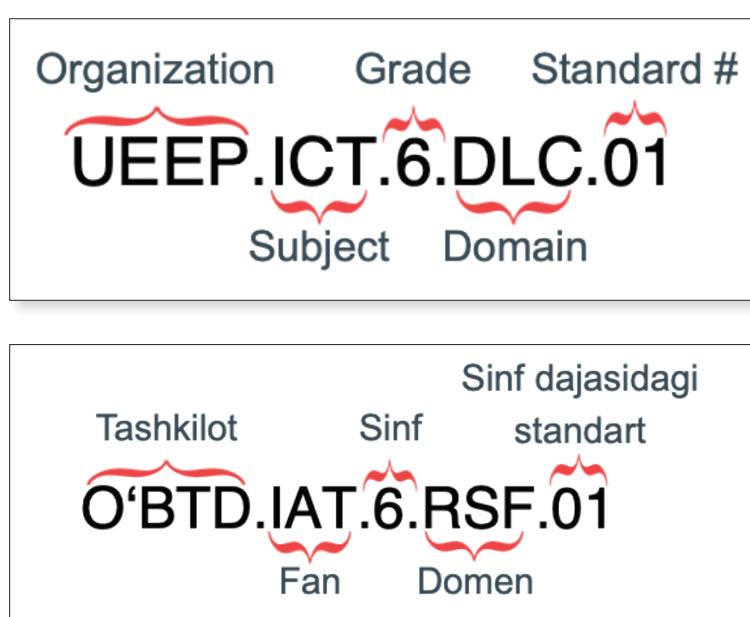 Organization Grade Standard #
UEEP.ICT.6.DLC.01
Subject Domain
Sinf dajasidagi
Tashkilot Sinf standart
O‘BTD.IAT.6.RSF.01
Fan Domen